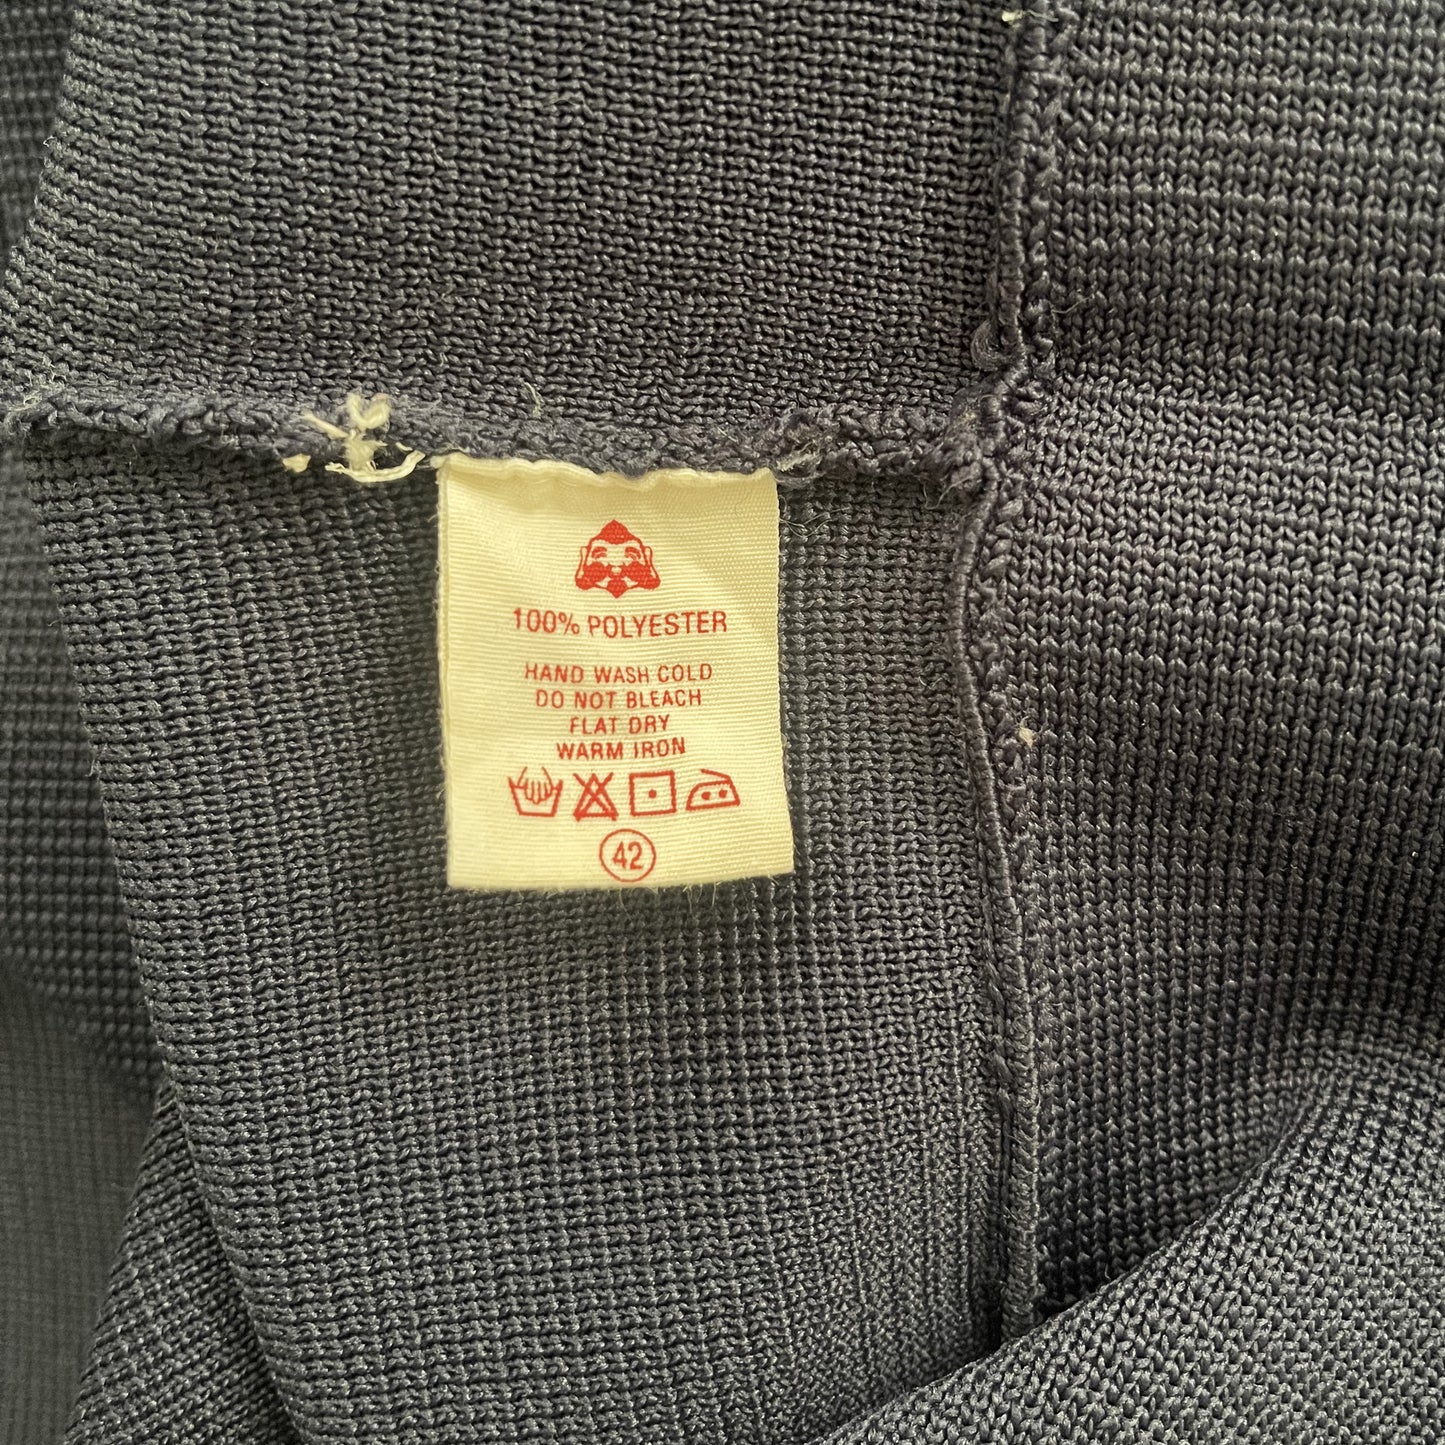 100% POLYESTER
HAND WASH COLD
DO NOT BLEACH
FLAT DRY
WARM IRON
42